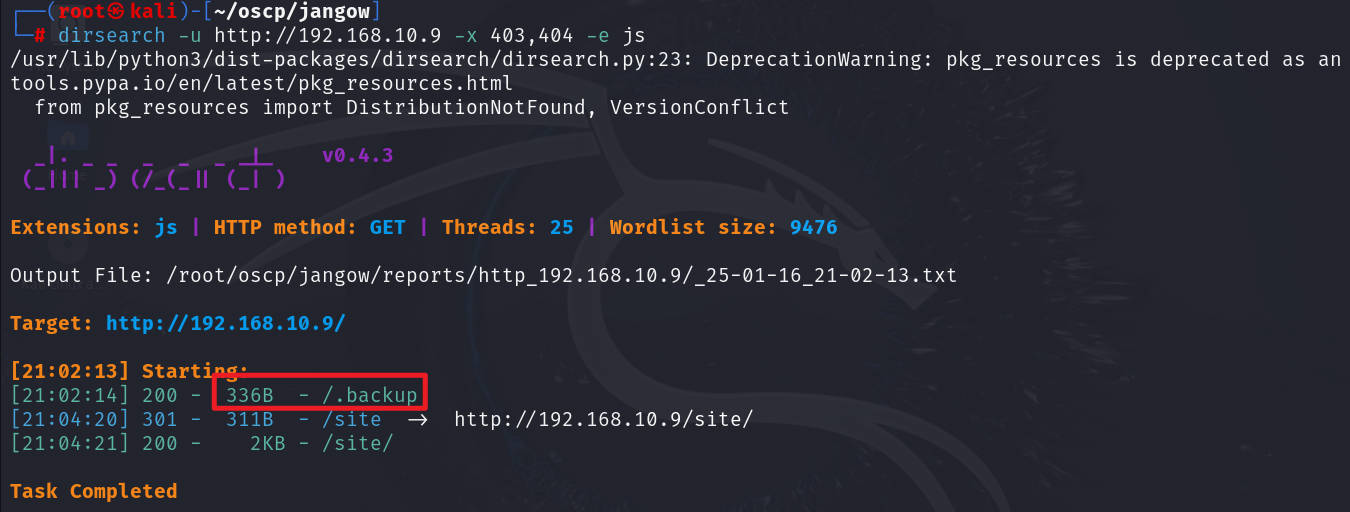 ┌──(root㉿kali)-[~/oscp/jangow]
└─# dirsearch -u http://192.168.10.9 -x 403,404 -e js
/usr/lib/python3/dist-packages/dirsearch/dirsearch.py:23: DeprecationWarning: pkg_resources is deprecated as an
tools.pypa.io/en/latest/pkg_resources.html
  from pkg_resources import DistributionNotFound, VersionConflict

  _|. _ _  _  _  _ _|_    v0.4.3
 (_||| _) (/_(_|| (_| )

Extensions: js | HTTP method: GET | Threads: 25 | Wordlist size: 9476

Output File: /root/oscp/jangow/reports/http_192.168.10.9/_25-01-16_21-02-13.txt

Target: http://192.168.10.9/

[21:02:13] Starting:
[21:02:14] 200 -  336B  - /.backup
[21:04:20] 301 -  311B  - /site  ->  http://192.168.10.9/site/
[21:04:21] 200 -    2KB - /site/

Task Completed